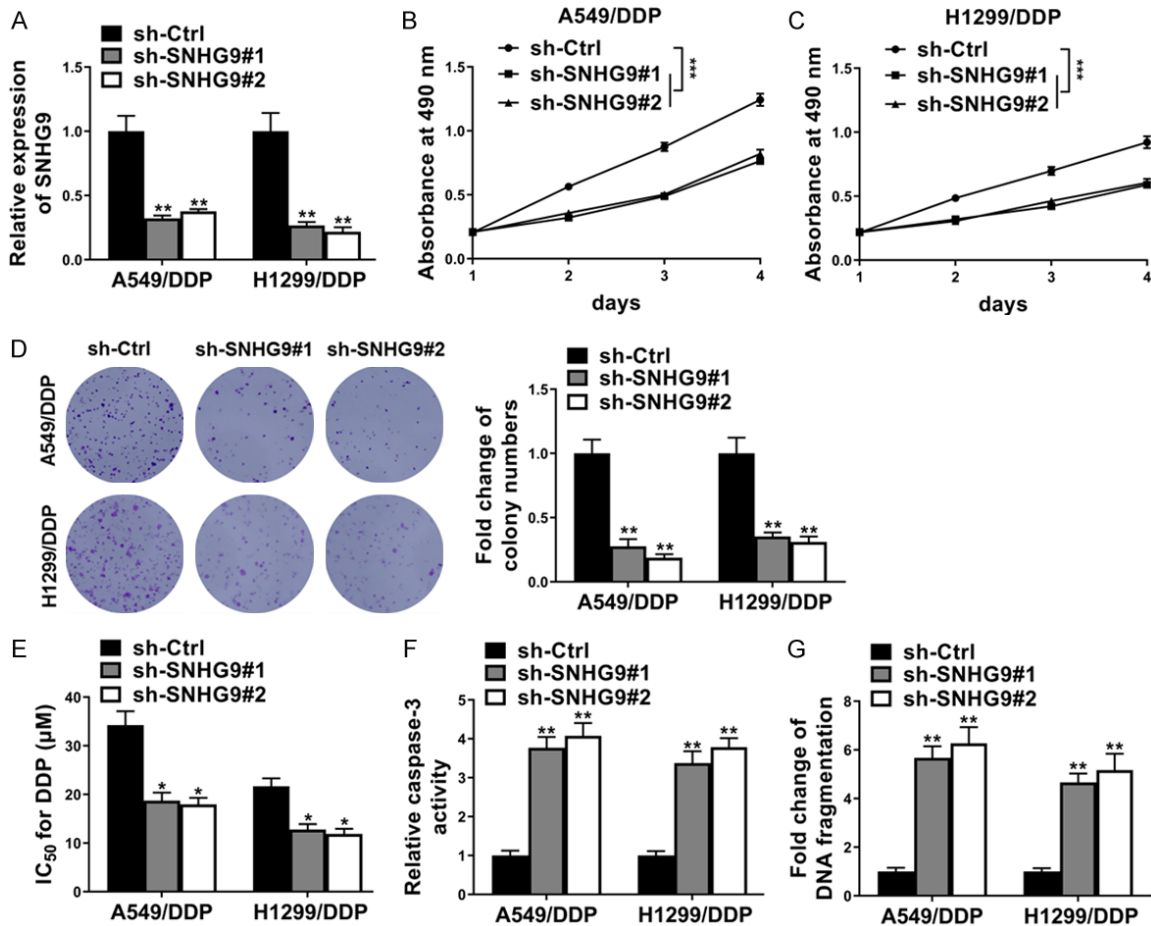 A
sh-Ctrl
sh-SNHG9#1
sh-SNHG9#2
Relative expression
of SNHG9
1.5
1.0
0.5
0.0
** **
** **
A549/DDP H1299/DDP
B
A549/DDP
sh-Ctrl
sh-SNHG9#1
sh-SNHG9#2
***
Absorbance at 490 nm
1.5
1.0
0.5
0.0
1 2 3 4
days
C
H1299/DDP
sh-Ctrl
sh-SNHG9#1
sh-SNHG9#2
***
Absorbance at 490 nm
1.5
1.0
0.5
0.0
1 2 3 4
days
D
sh-Ctrl sh-SNHG9#1 sh-SNHG9#2
A549/DDP
H1299/DDP
sh-Ctrl
sh-SNHG9#1
sh-SNHG9#2
Fold change of
colony numbers
1.5
1.0
0.5
0.0
** **
** **
A549/DDP H1299/DDP
E
sh-Ctrl
sh-SNHG9#1
sh-SNHG9#2
IC50 for DDP (μM)
40
30
20
10
0
* *
* *
A549/DDP H1299/DDP
F
sh-Ctrl
sh-SNHG9#1
sh-SNHG9#2
Relative caspase-3
activity
5
4
3
2
1
0
** **
** **
A549/DDP H1299/DDP
G
sh-Ctrl
sh-SNHG9#1
sh-SNHG9#2
Fold change of
DNA fragmentation
8
6
4
2
0
** **
** **
A549/DDP H1299/DDP